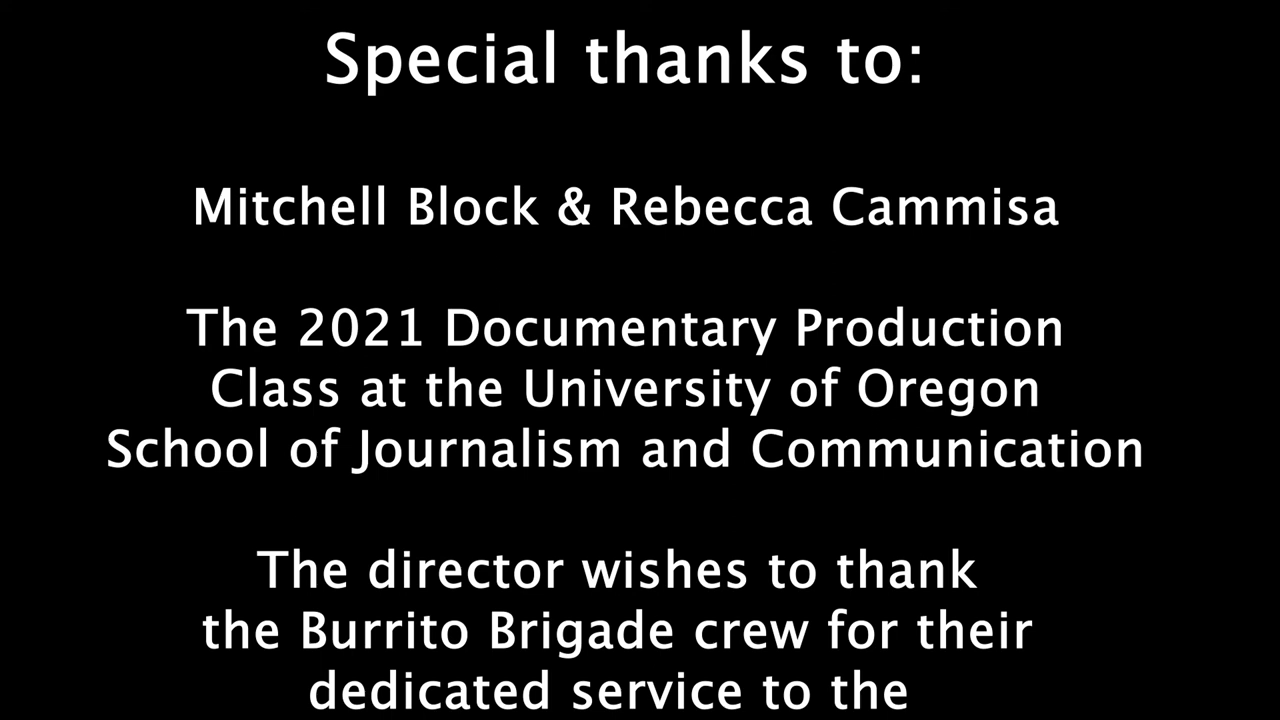 Special thanks to:
Mitchell Block & Rebecca Cammisa
The 2021 Documentary Production
Class at the University of Oregon
School of Journalism and Communication
The director wishes to thank
the Burrito Brigade crew for their
dedicated service to the